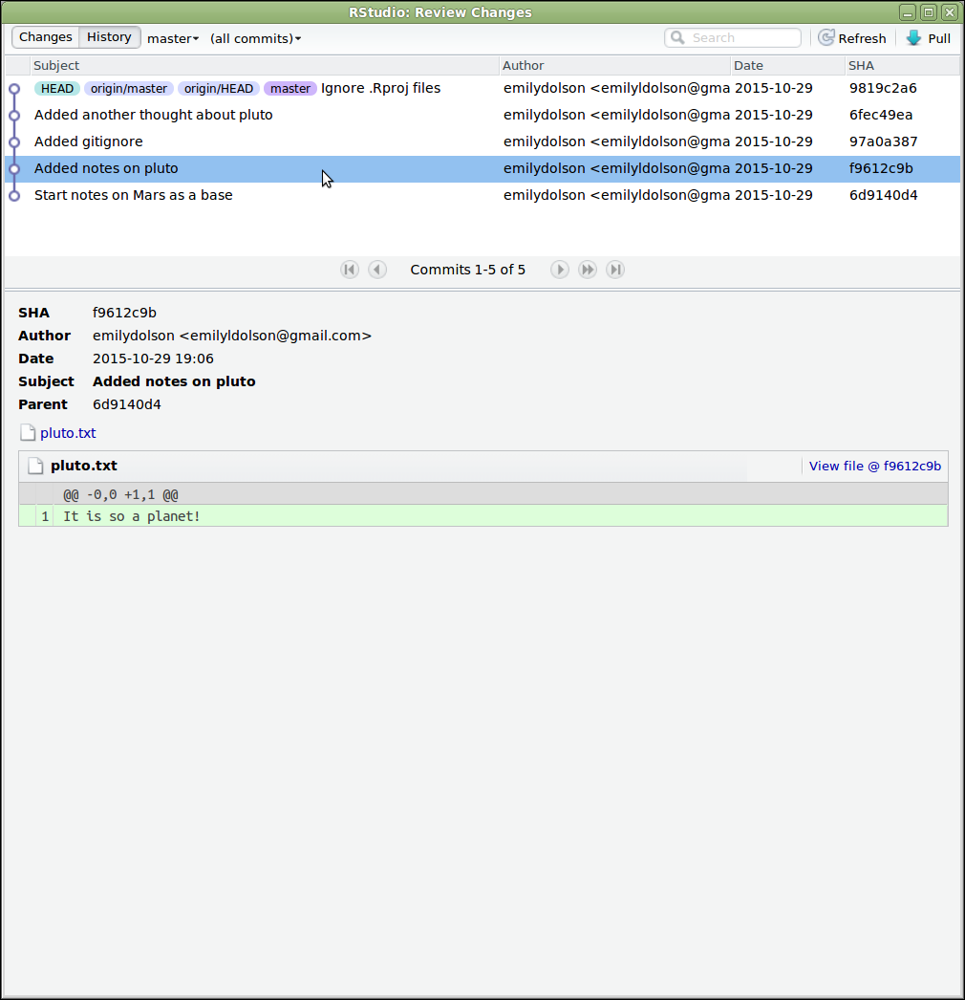 RStudio: Review Changes
Changes History master (all commits) Search Refresh Pull
Subject Author Date SHA
HEAD origin/master origin/HEAD master Ignore .Rproj files emilydolson <emilyldolson@gma 2015-10-29 9819c2a6
Added another thought about pluto emilydolson <emilyldolson@gma 2015-10-29 6fec49ea
Added gitignore emilydolson <emilyldolson@gma 2015-10-29 97a0a387
Added notes on pluto emilydolson <emilyldolson@gma 2015-10-29 f9612c9b
Start notes on Mars as a base emilydolson <emilyldolson@gma 2015-10-29 6d9140d4
Commits 1-5 of 5
SHA f9612c9b
Author emilydolson <emilyldolson@gmail.com>
Date 2015-10-29 19:06
Subject Added notes on pluto
Parent 6d9140d4
pluto.txt
pluto.txt View file @ f9612c9b
@@ -0,0 +1,1 @@
1 It is so a planet!